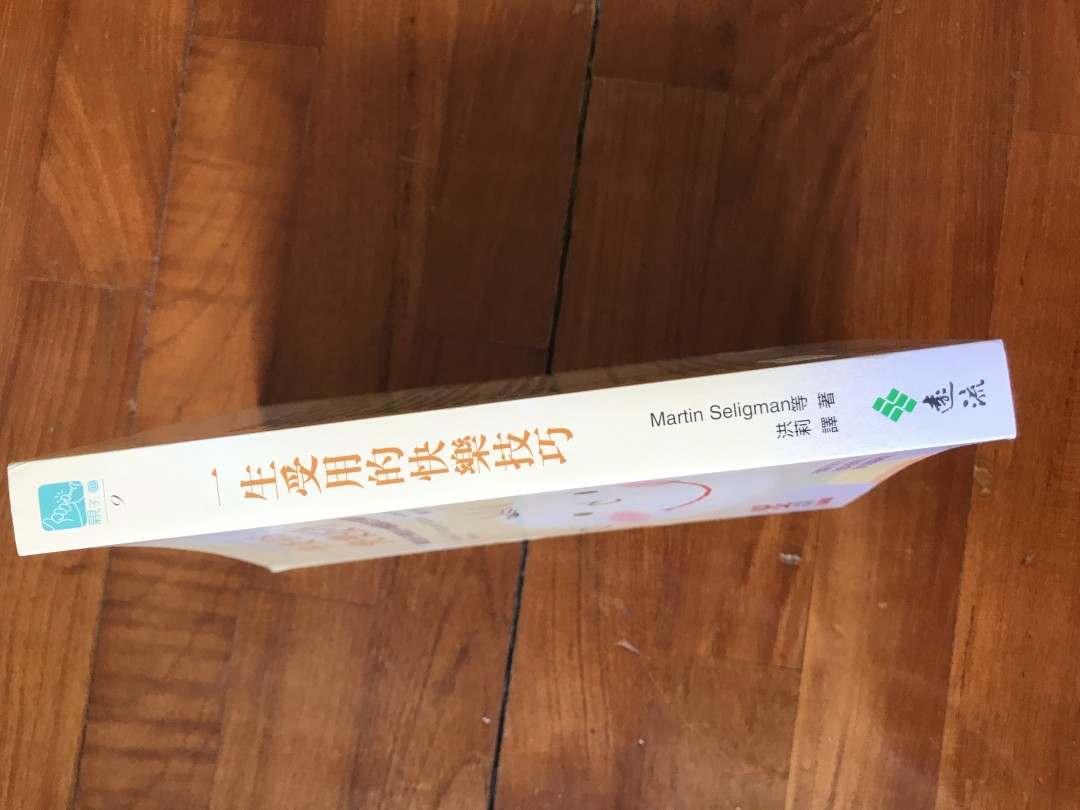 親子
9
一生受用的快樂技巧
Martin Seligman等 著
洪莉 譯
遠流